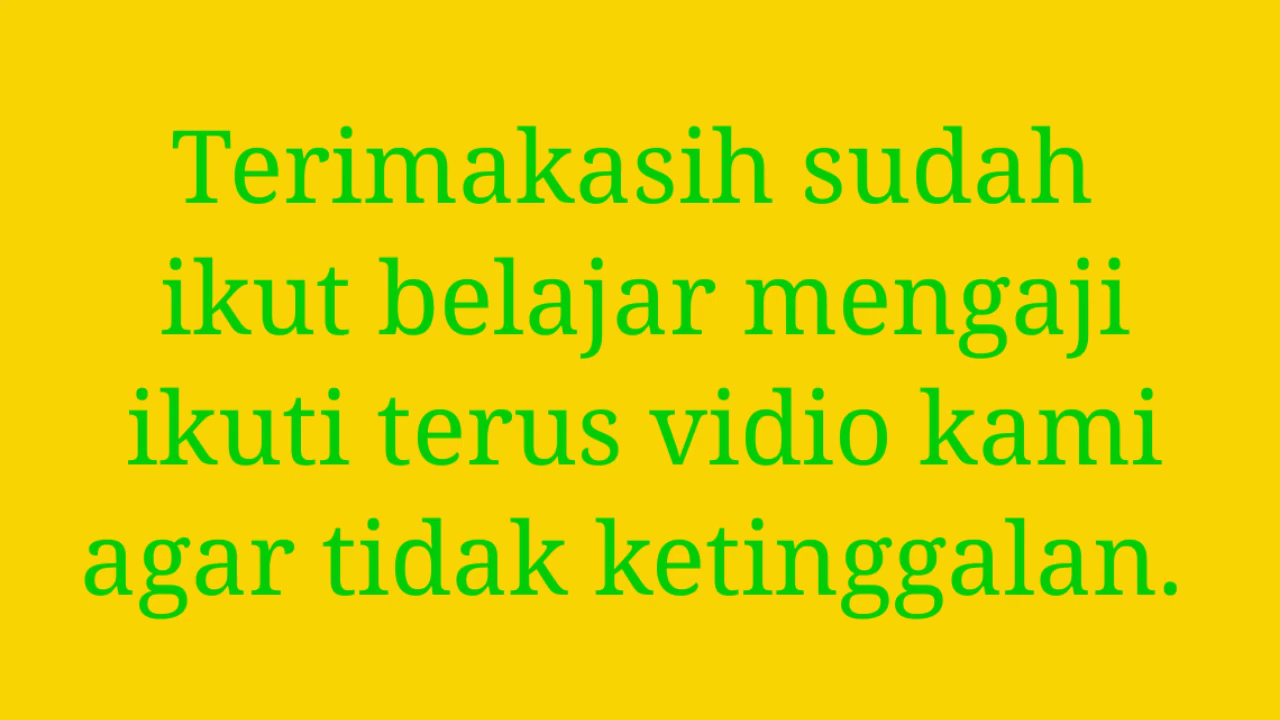 Terimakasih sudah
ikut belajar mengaji
ikuti terus vidio kami
agar tidak ketinggalan.